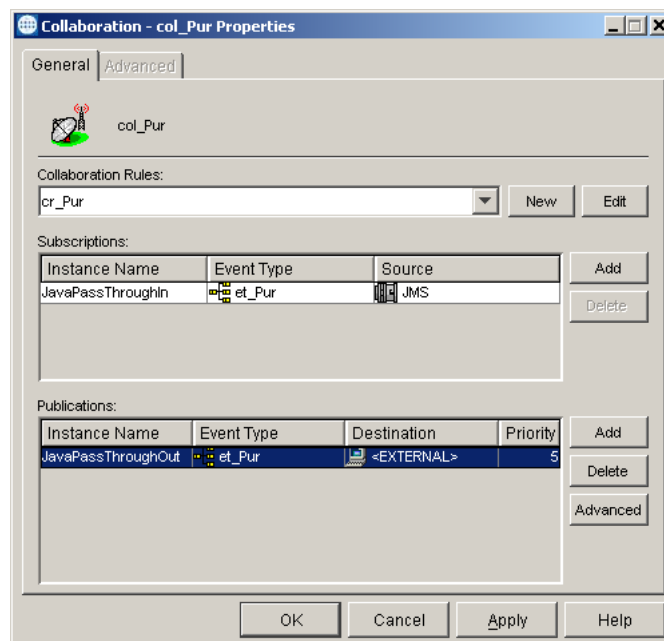 Collaboration - col_Pur Properties
General Advanced
col_Pur
Collaboration Rules:
cr_Pur New Edit
Subscriptions:
Instance Name Event Type Source Add
JavaPassThroughIn et_Pur JMS
Delete
Publications:
Instance Name Event Type Destination Priority Add
JavaPassThroughOut et_Pur <EXTERNAL> 5
Delete
Advanced
OK Cancel Apply Help